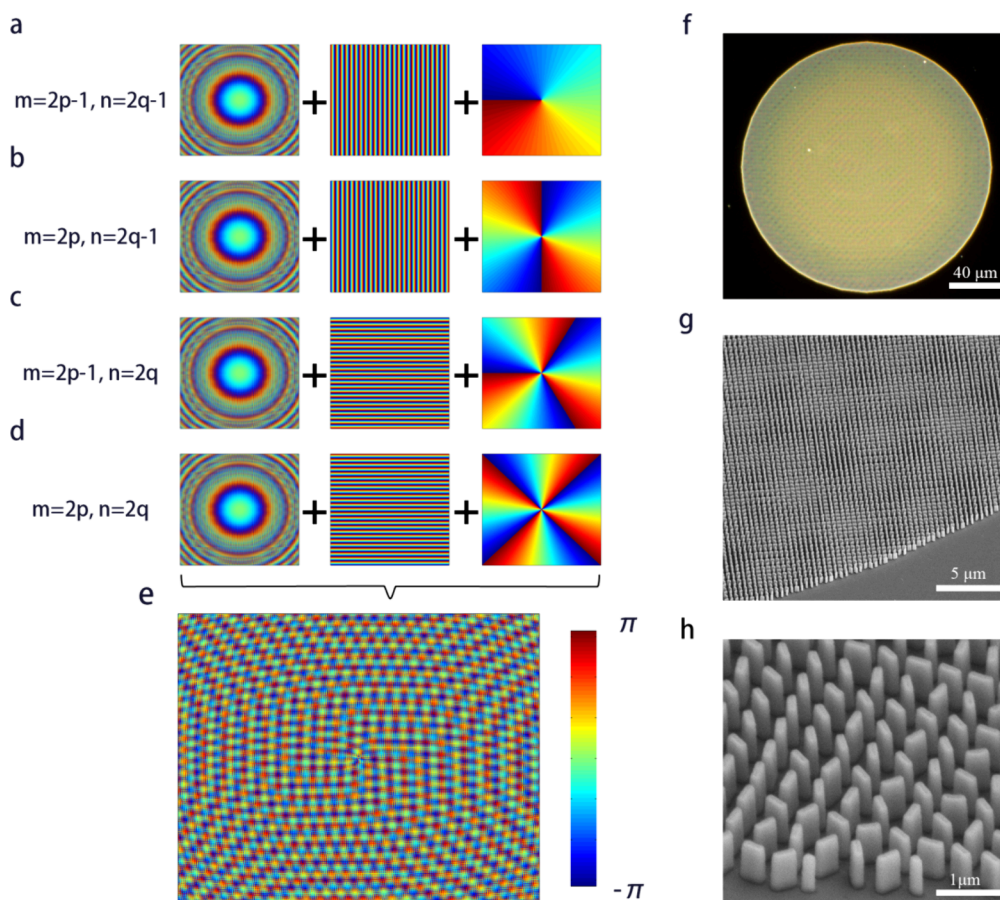 a
m=2p-1, n=2q-1
b
m=2p, n=2q-1
c
m=2p-1, n=2q
d
m=2p, n=2q
e
π
-π
f
40 μm
g
5 μm
h
1μm